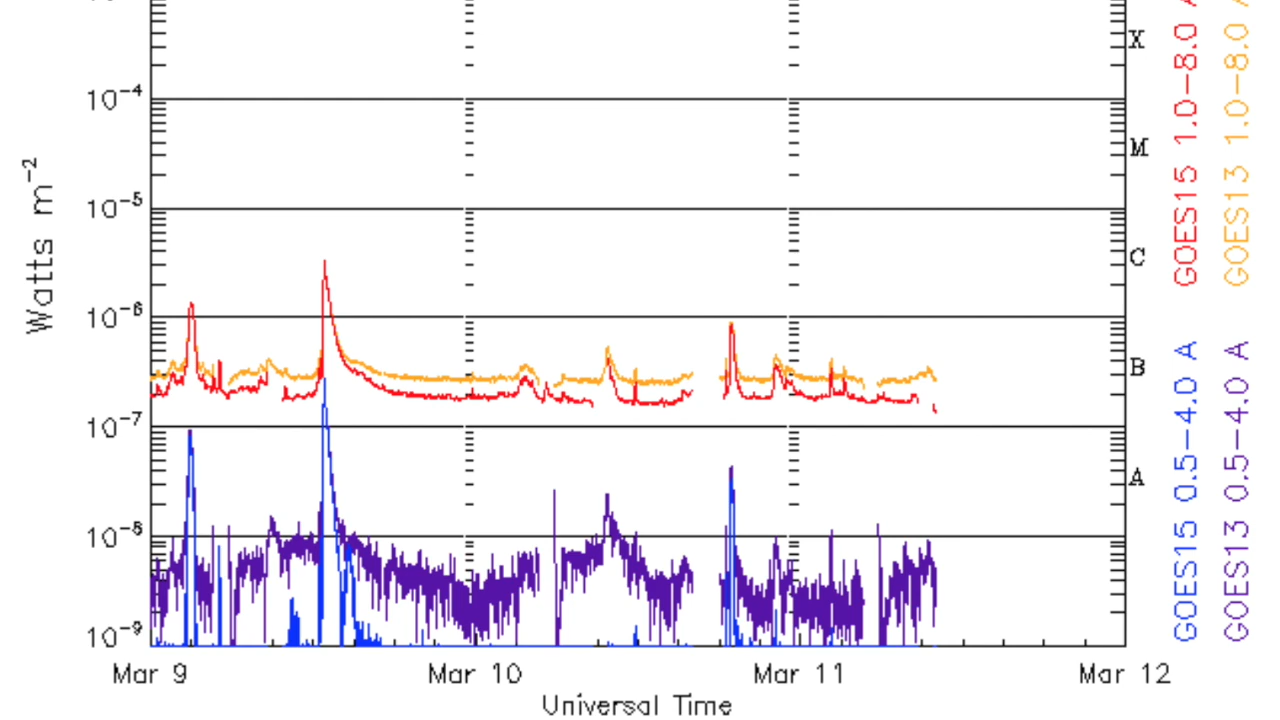 10⁻⁴
10⁻⁵
10⁻⁶
10⁻⁷
10⁻⁸
10⁻⁹
Watts m⁻²
X
M
C
B
A
Mar 9 Mar 10 Mar 11 Mar 12
Universal Time
GOES15 1.0-8.0
GOES13 1.0-8.0
GOES15 0.5-4.0 A
GOES13 0.5-4.0 A